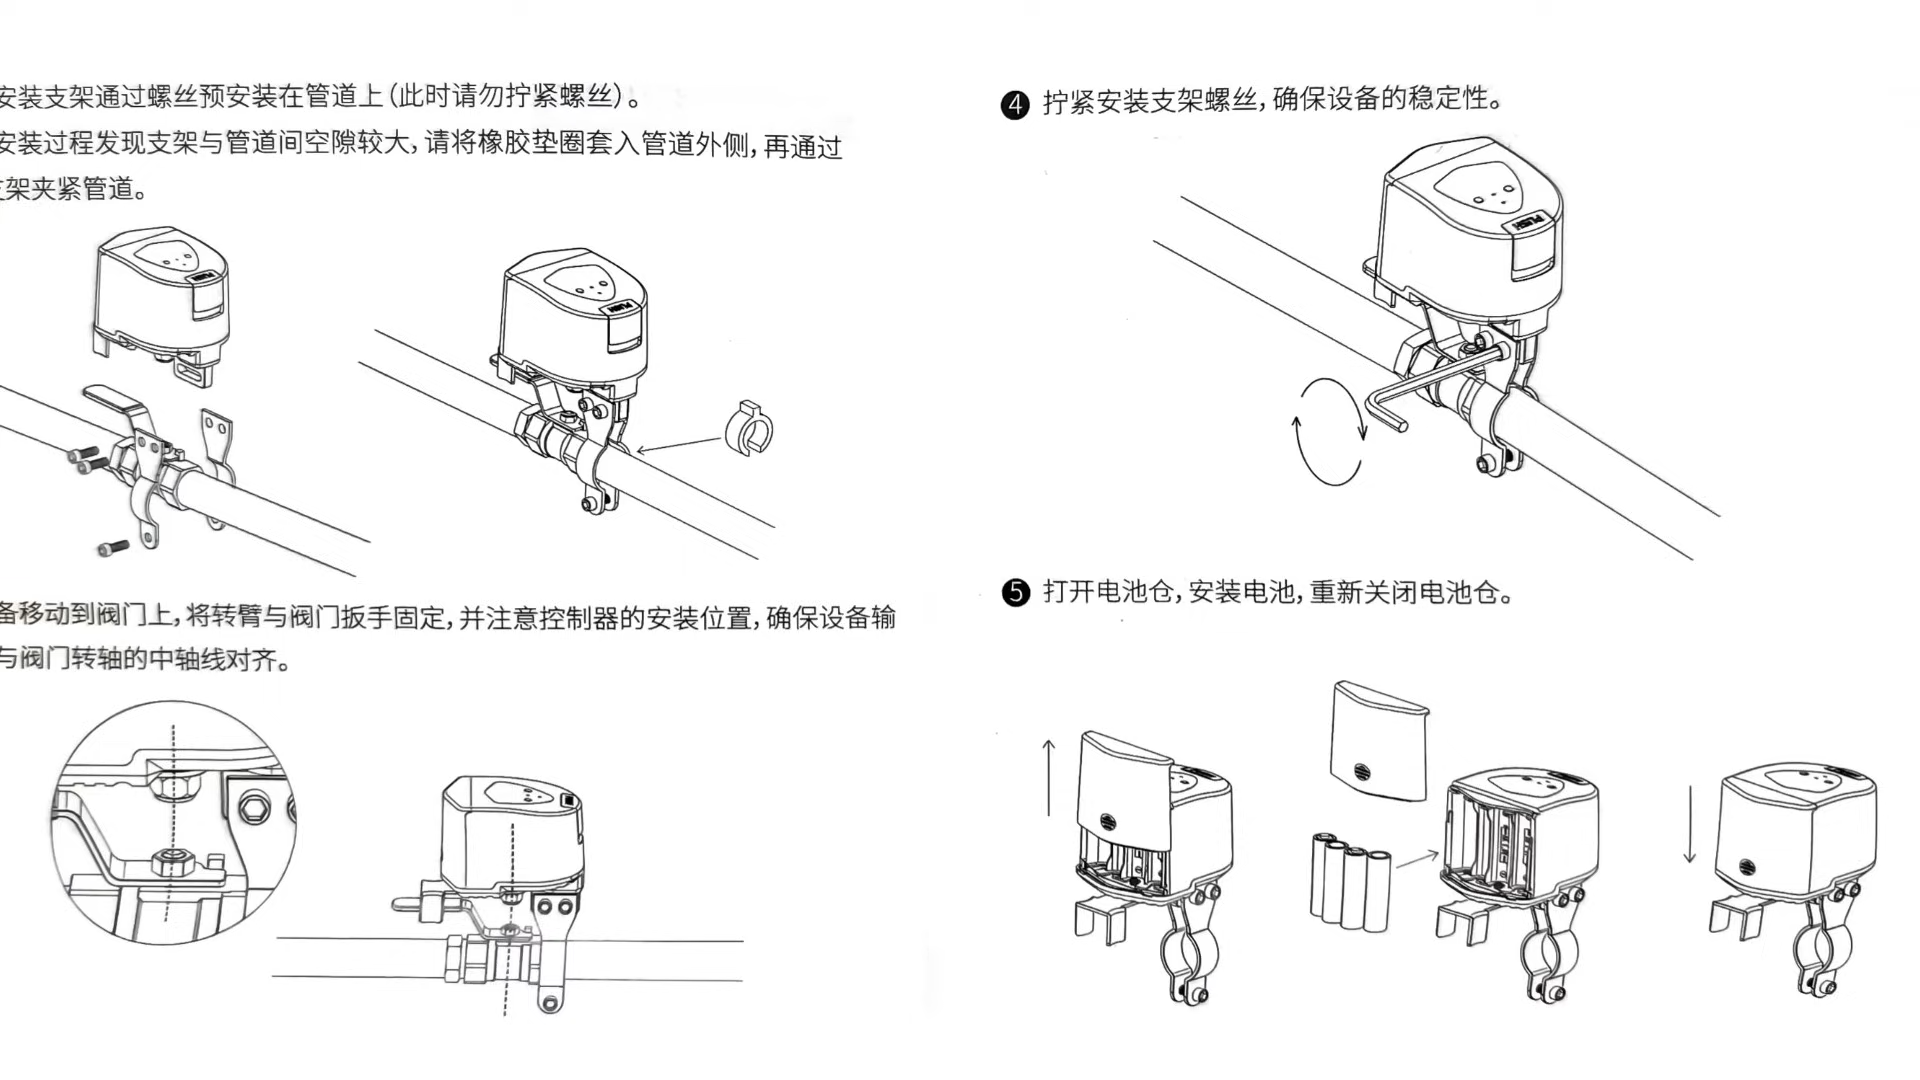 安装支架通过螺丝预安装在管道上(此时请勿拧紧螺丝)。
安装过程发现支架与管道间空隙较大,请将橡胶垫圈套入管道外侧,再通过
支架夹紧管道。
PUSH
PUSH
备移动到阀门上,将转臂与阀门扳手固定,并注意控制器的安装位置,确保设备输
与阀门转轴的中轴线对齐。
4 拧紧安装支架螺丝,确保设备的稳定性。
PUSH
5 打开电池仓,安装电池,重新关闭电池仓。